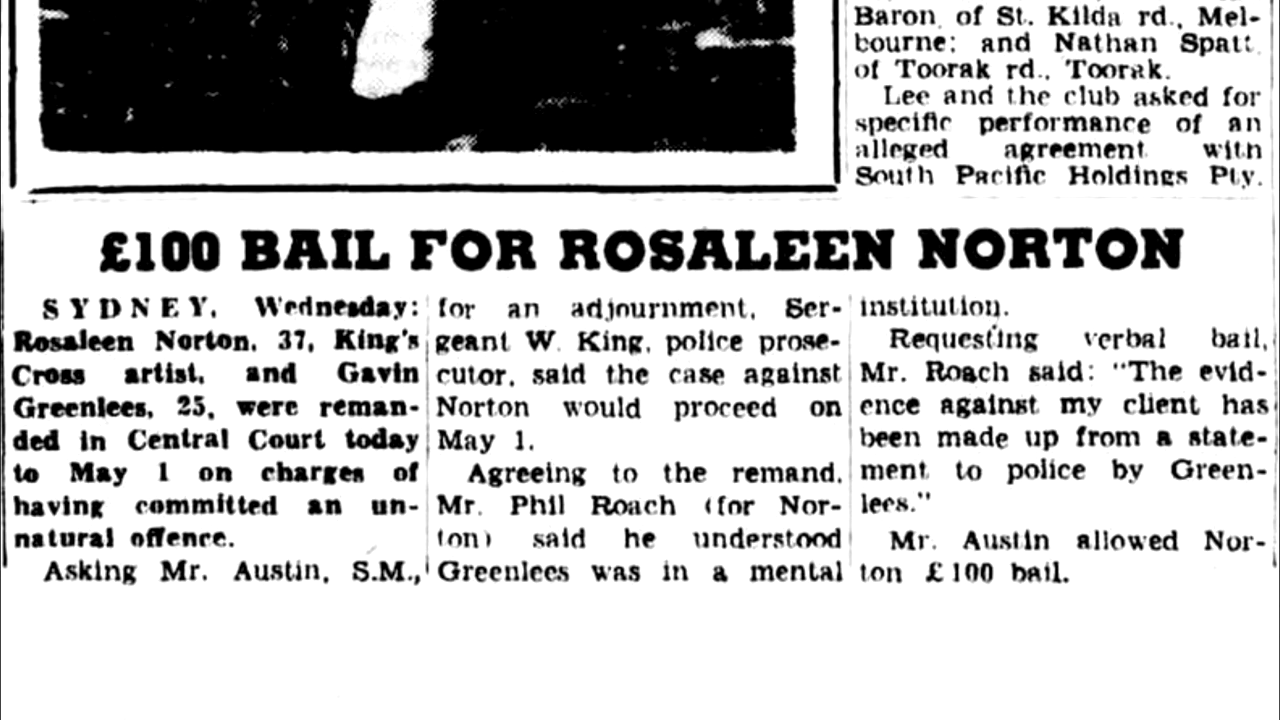 Baron of St. Kilda rd., Mel-
bourne; and Nathan Spatt,
of Toorak rd., Toorak.
Lee and the club asked for
specific performance of an
alleged agreement with
South Pacific Holdings Pty.
£100 BAIL FOR ROSALEEN NORTON
SYDNEY, Wednesday:
Rosaleen Norton, 37, King's
Cross artist, and Gavin
Greenlees, 25, were reman-
ded in Central Court today
to May 1 on charges of
having committed an un-
natural offence.
Asking Mr. Austin, S.M.,
for an adjournment, Ser-
geant W. King, police prose-
cutor, said the case against
Norton would proceed on
May 1.
Agreeing to the remand,
Mr. Phil Roach (for Nor-
ton) said he understood
Greenlees was in a mental
institution.
Requesting verbal bail,
Mr. Roach said: "The evid-
ence against my client has
been made up from a state-
ment to police by Green-
lees."
Mr. Austin allowed Nor-
ton £100 bail.